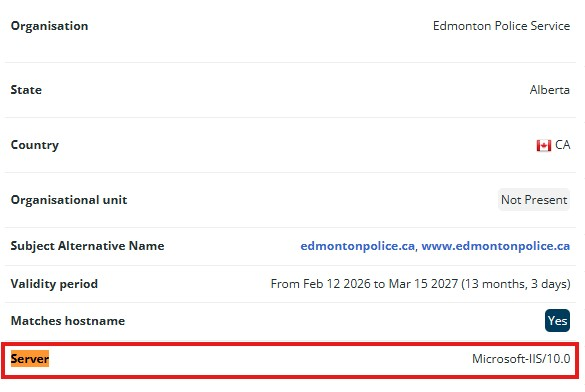 Organisation Edmonton Police Service
State Alberta
Country CA
Organisational unit Not Present
Subject Alternative Name edmontonpolice.ca, www.edmontonpolice.ca
Validity period From Feb 12 2026 to Mar 15 2027 (13 months, 3 days)
Matches hostname Yes
Server Microsoft-IIS/10.0